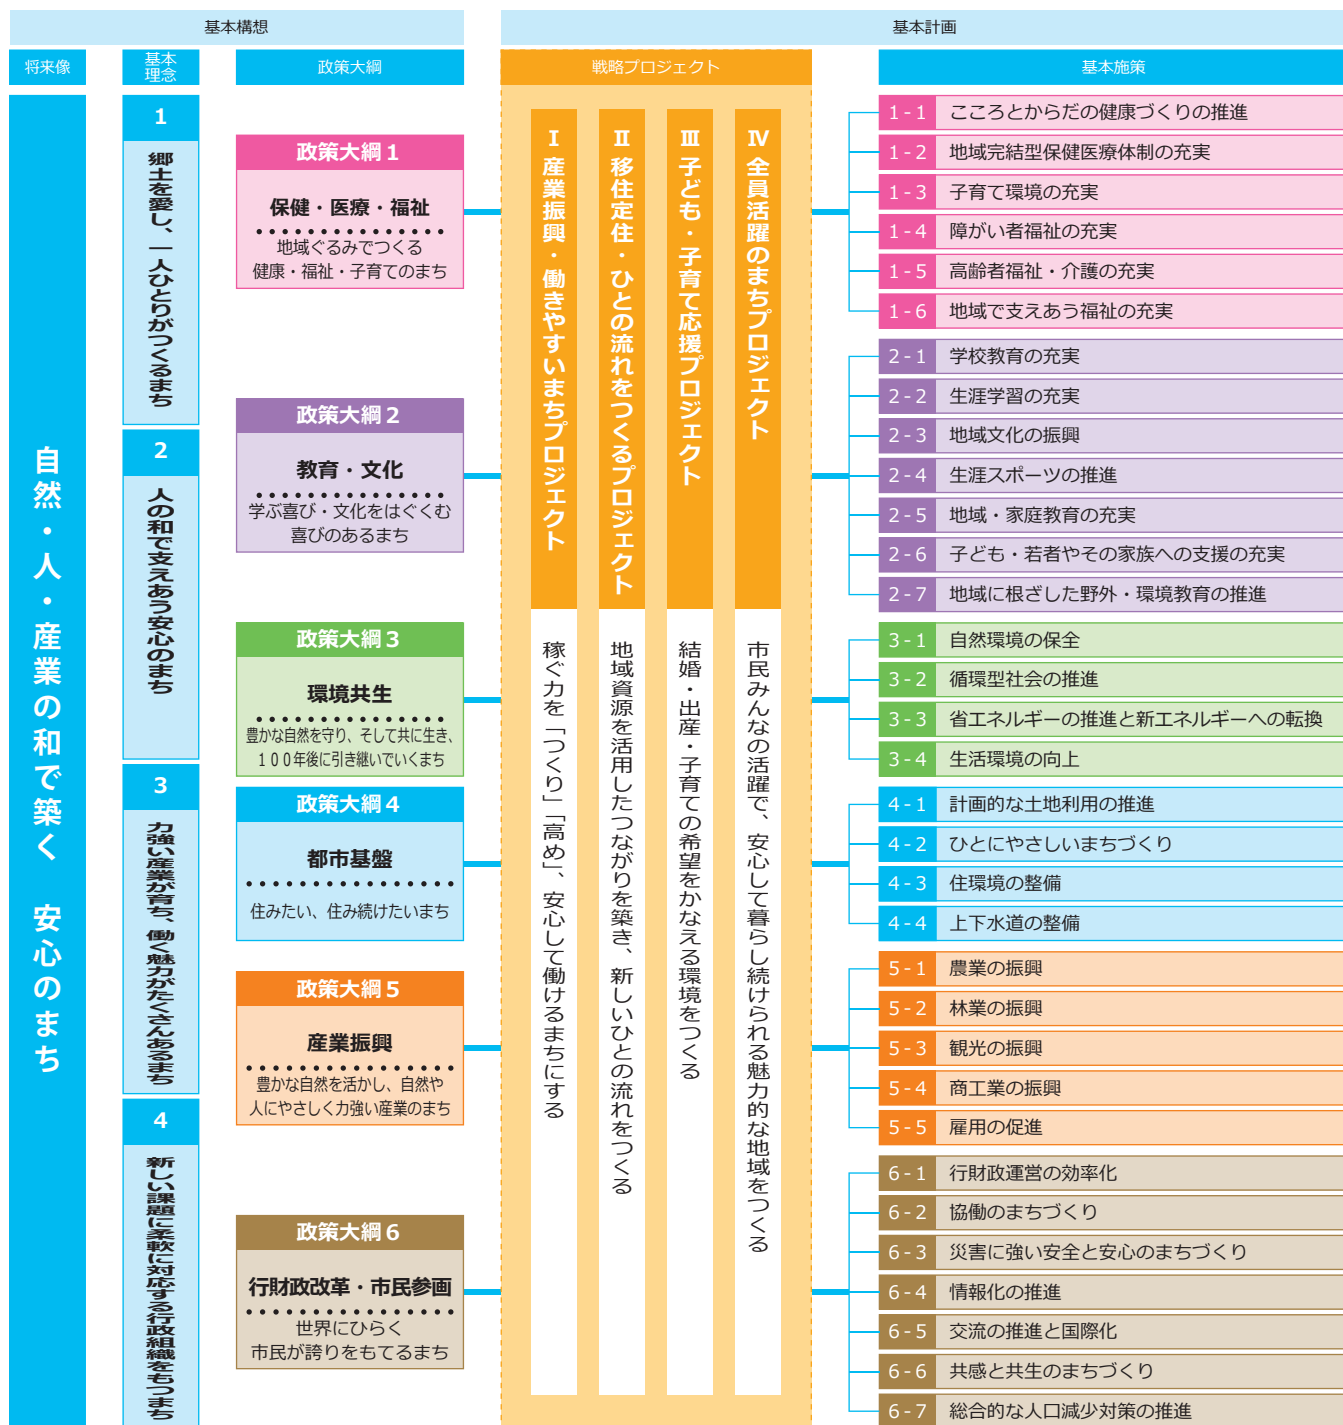 基本構想
基本計画
将来像
基本
理念
政策大綱
戦略プロジェクト
基本施策
自然・人・産業の和で築く　安心のまち
1
郷土を愛し、一人ひとりがつくるまち
2
人の和で支えあう安心のまち
3
力強い産業が育ち、働く魅力がたくさんあるまち
4
新しい課題に柔軟に対応する行政組織をもつまち
政策大綱1
保健・医療・福祉
地域ぐるみでつくる
健康・福祉・子育てのまち
政策大綱2
教育・文化
学ぶ喜び・文化をはぐくむ
喜びのあるまち
政策大綱3
環境共生
豊かな自然を守り、そして共に生き、
100年後に引き継いでいくまち
政策大綱4
都市基盤
住みたい、住み続けたいまち
政策大綱5
産業振興
豊かな自然を活かし、自然や
人にやさしく力強い産業のまち
政策大綱6
行財政改革・市民参画
世界にひらく
市民が誇りをもてるまち
Ⅰ 産業振興・働きやすいまちプロジェクト
稼ぐ力を「つくり」「高め」、安心して働けるまちにする
Ⅱ 移住定住・ひとの流れをつくるプロジェクト
地域資源を活用したつながりを築き、新しいひとの流れをつくる
Ⅲ 子ども・子育て応援プロジェクト
結婚・出産・子育ての希望をかなえる環境をつくる
Ⅳ 全員活躍のまちプロジェクト
市民みんなの活躍で、安心して暮らし続けられる魅力的な地域をつくる
1-1 こころとからだの健康づくりの推進
1-2 地域完結型保健医療体制の充実
1-3 子育て環境の充実
1-4 障がい者福祉の充実
1-5 高齢者福祉・介護の充実
1-6 地域で支えあう福祉の充実
2-1 学校教育の充実
2-2 生涯学習の充実
2-3 地域文化の振興
2-4 生涯スポーツの推進
2-5 地域・家庭教育の充実
2-6 子ども・若者やその家族への支援の充実
2-7 地域に根ざした野外・環境教育の推進
3-1 自然環境の保全
3-2 循環型社会の推進
3-3 省エネルギーの推進と新エネルギーへの転換
3-4 生活環境の向上
4-1 計画的な土地利用の推進
4-2 ひとにやさしいまちづくり
4-3 住環境の整備
4-4 上下水道の整備
5-1 農業の振興
5-2 林業の振興
5-3 観光の振興
5-4 商工業の振興
5-5 雇用の促進
6-1 行財政運営の効率化
6-2 協働のまちづくり
6-3 災害に強い安全と安心のまちづくり
6-4 情報化の推進
6-5 交流の推進と国際化
6-6 共感と共生のまちづくり
6-7 総合的な人口減少対策の推進